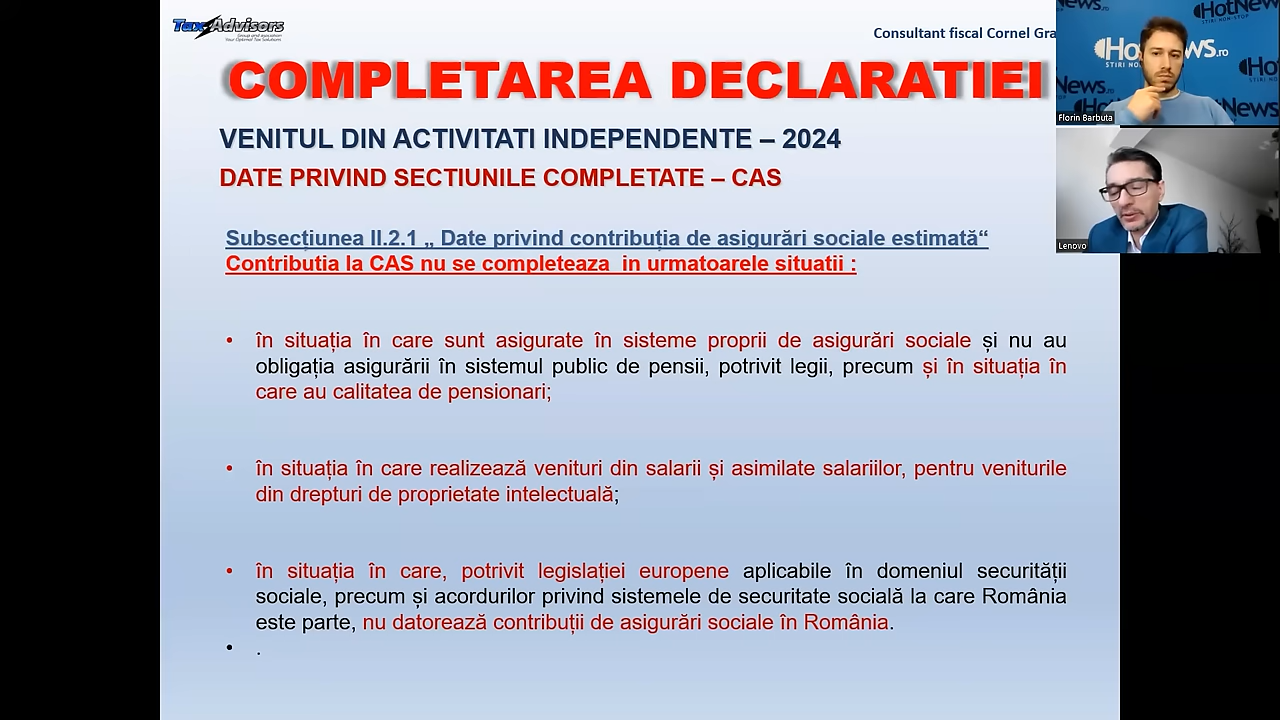 Tax Advisors
Consultant fiscal Cornel Gra
COMPLETAREA DECLARATIEI
VENITUL DIN ACTIVITATI INDEPENDENTE – 2024
DATE PRIVIND SECTIUNILE COMPLETATE – CAS
Subsecțiunea II.2.1 „ Date privind contribuția de asigurări sociale estimată“
Contributia la CAS nu se completeaza  in urmatoarele situatii :
• în situația în care sunt asigurate în sisteme proprii de asigurări sociale și nu au
obligația asigurării în sistemul public de pensii, potrivit legii, precum și în situația în
care au calitatea de pensionari;
• în situația în care realizează venituri din salarii și asimilate salariilor, pentru veniturile
din drepturi de proprietate intelectuală;
• în situația în care, potrivit legislației europene aplicabile în domeniul securității
sociale, precum și acordurilor privind sistemele de securitate socială la care România
este parte, nu datorează contribuții de asigurări sociale în România.
• .
HotNews
STIRI NON-STOP
News.ro
Florin Barbuta
Lenovo